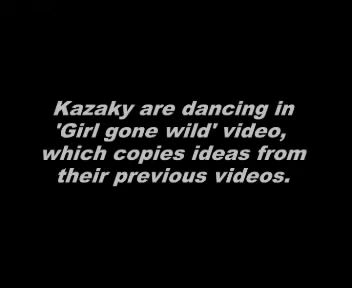 Kazaky are dancing in
'Girl gone wild' video,
which copies ideas from
their previous videos.